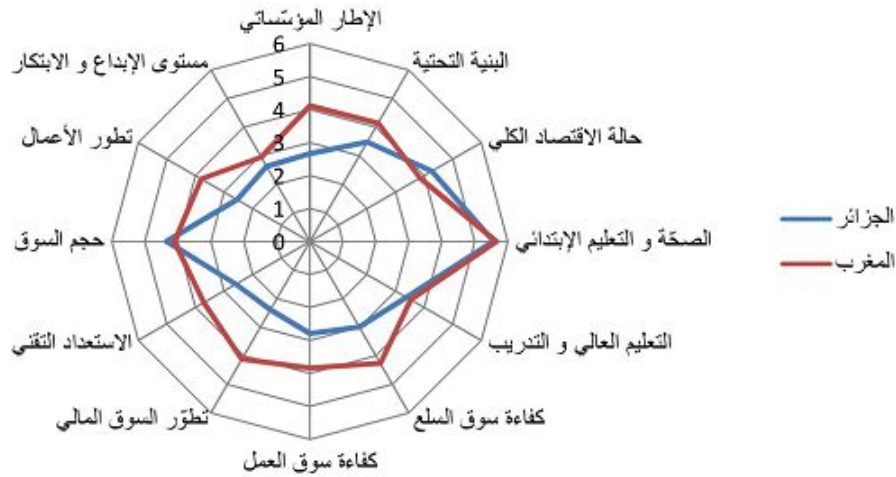 الإطار المؤسّساتي
البنية التحتية
حالة الاقتصاد الكلي
الصحّة و التعليم الإبتدائي
التعليم العالي و التدريب
كفاءة سوق السلع
كفاءة سوق العمل
تطوّر السوق المالي
الاستعداد التقني
حجم السوق
تطور الأعمال
مستوى الإبداع و الابتكار
6
5
4
3
2
1
0
الجزائر
المغرب